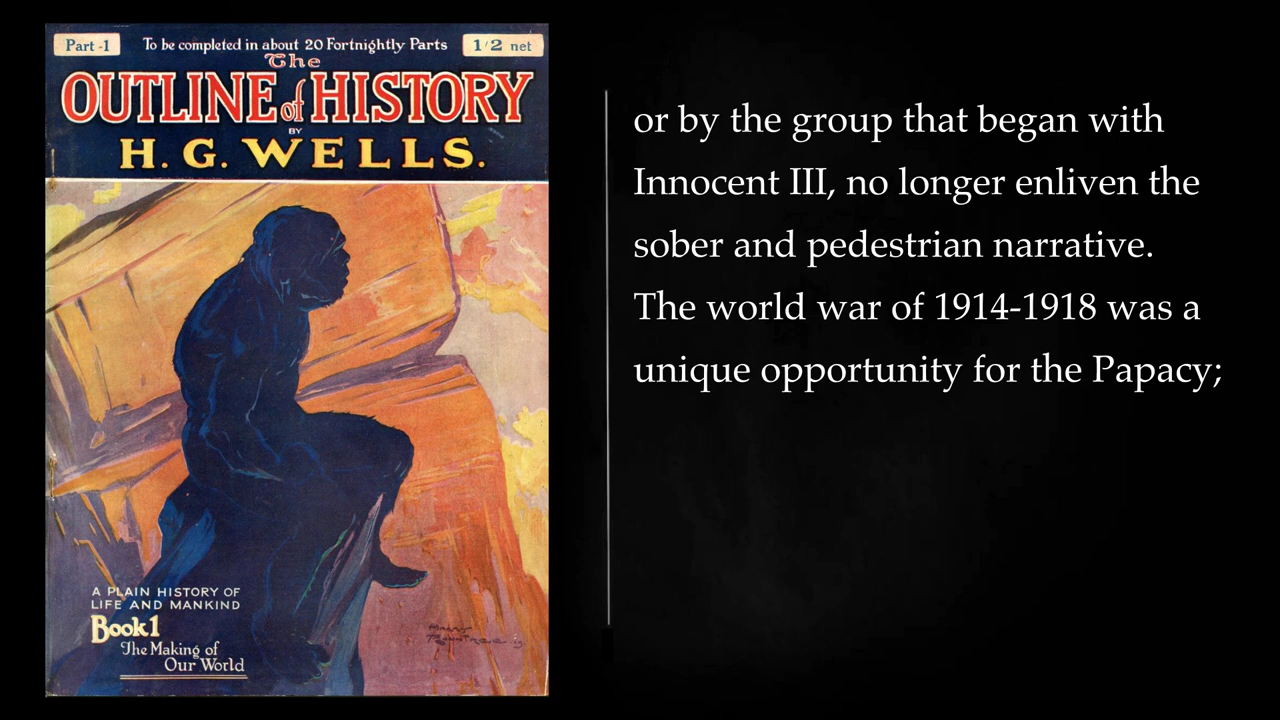 Part -1
To be completed in about 20 Fortnightly Parts
1/2 net
The
OUTLINE of HISTORY
BY
H. G. WELLS.
A PLAIN HISTORY OF
LIFE AND MANKIND
Book 1
The Making of
Our World
or by the group that began with
Innocent III, no longer enliven the
sober and pedestrian narrative.
The world war of 1914-1918 was a
unique opportunity for the Papacy;